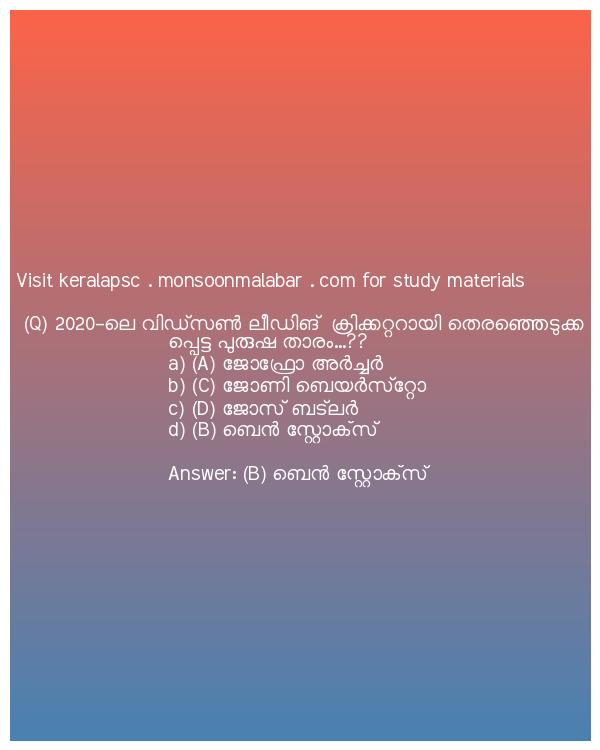 Visit keralapsc . monsoonmalabar . com for study materials
(Q) 2020-ലെ വിഡ്സൺ ലീഡിങ് ക്രിക്കറ്ററായി തെരഞ്ഞെടുക്ക
പ്പെട്ട പുരുഷ താരം...??
a) (A) ജോഫ്രോ അർച്ചർ
b) (C) ജോണി ബെയർസ്റ്റോ
c) (D) ജോസ് ബട്ലർ
d) (B) ബെൻ സ്റ്റോക്സ്
Answer: (B) ബെൻ സ്റ്റോക്സ്